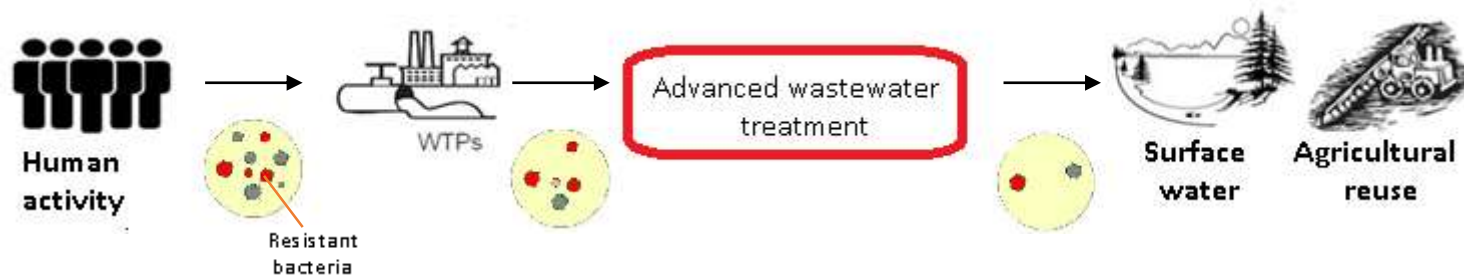 Human
activity
Resistant
bacteria
WTPs
Advanced wastewater
treatment
Surface
water
Agricultural
reuse